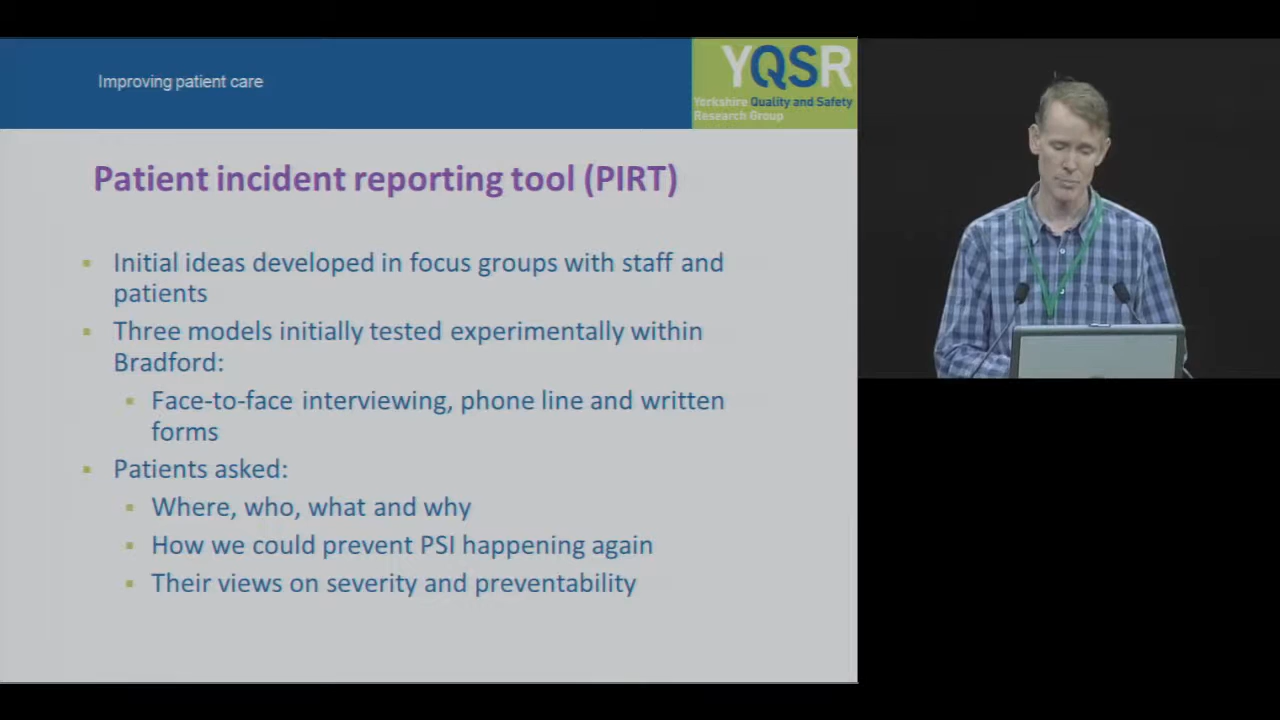 Improving patient care
YQSR
Yorkshire Quality and Safety
Research Group
Patient incident reporting tool (PIRT)
Initial ideas developed in focus groups with staff and
patients
Three models initially tested experimentally within
Bradford:
Face-to-face interviewing, phone line and written
forms
Patients asked:
Where, who, what and why
How we could prevent PSI happening again
Their views on severity and preventability